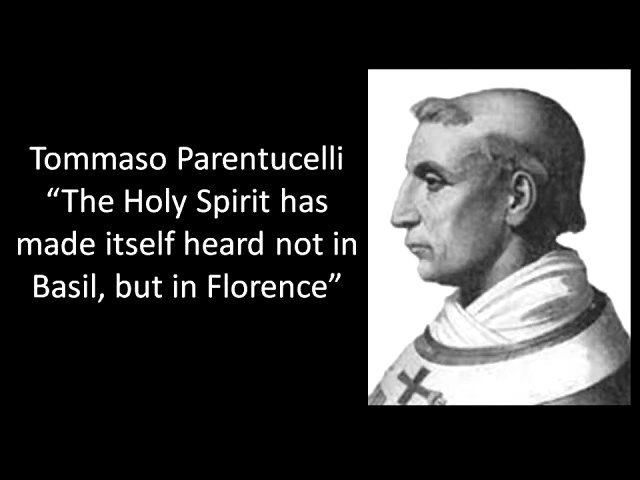 Tommaso Parentucelli
“The Holy Spirit has
made itself heard not in
Basil, but in Florence”